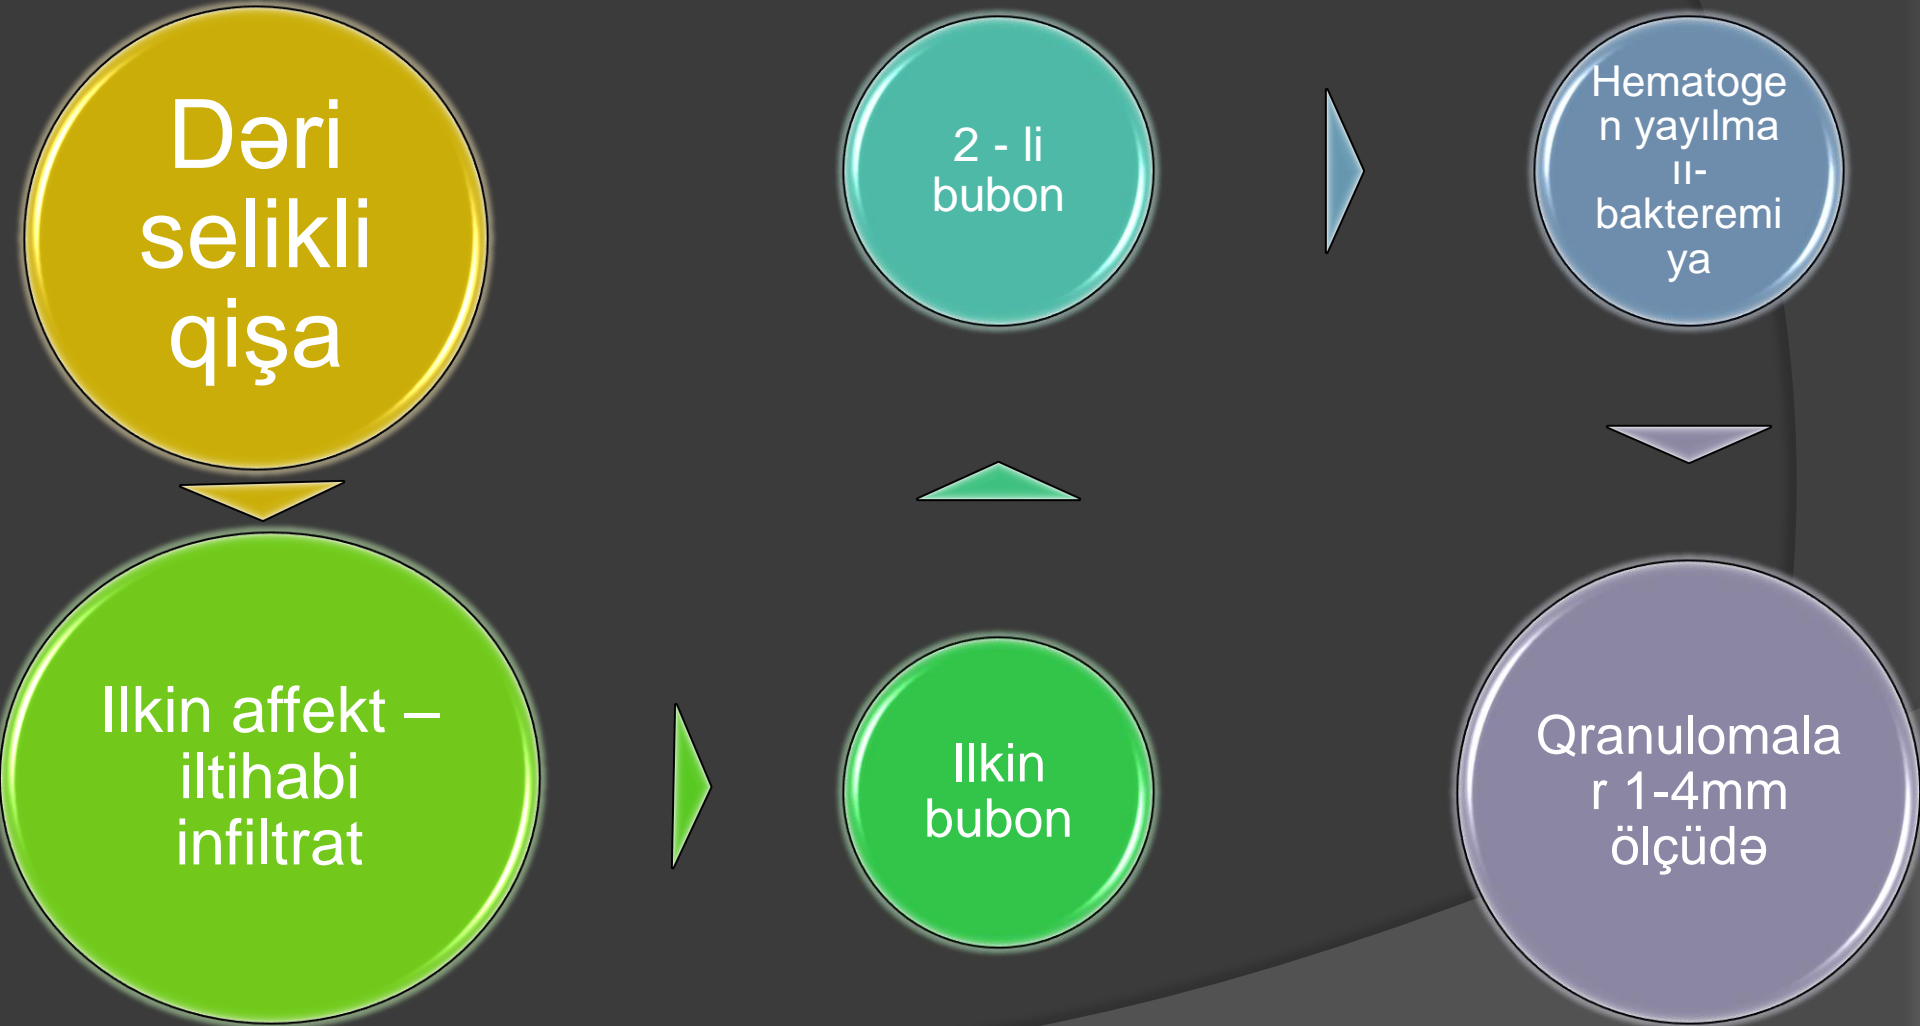 Dəri
selikli
qişa
Ilkin affekt –
iltihabi
infiltrat
Ilkin
bubon
2 - li
bubon
Hematoge
n yayılma
ıı-
bakteremi
ya
Qranulomala
r 1-4mm
ölçüdə